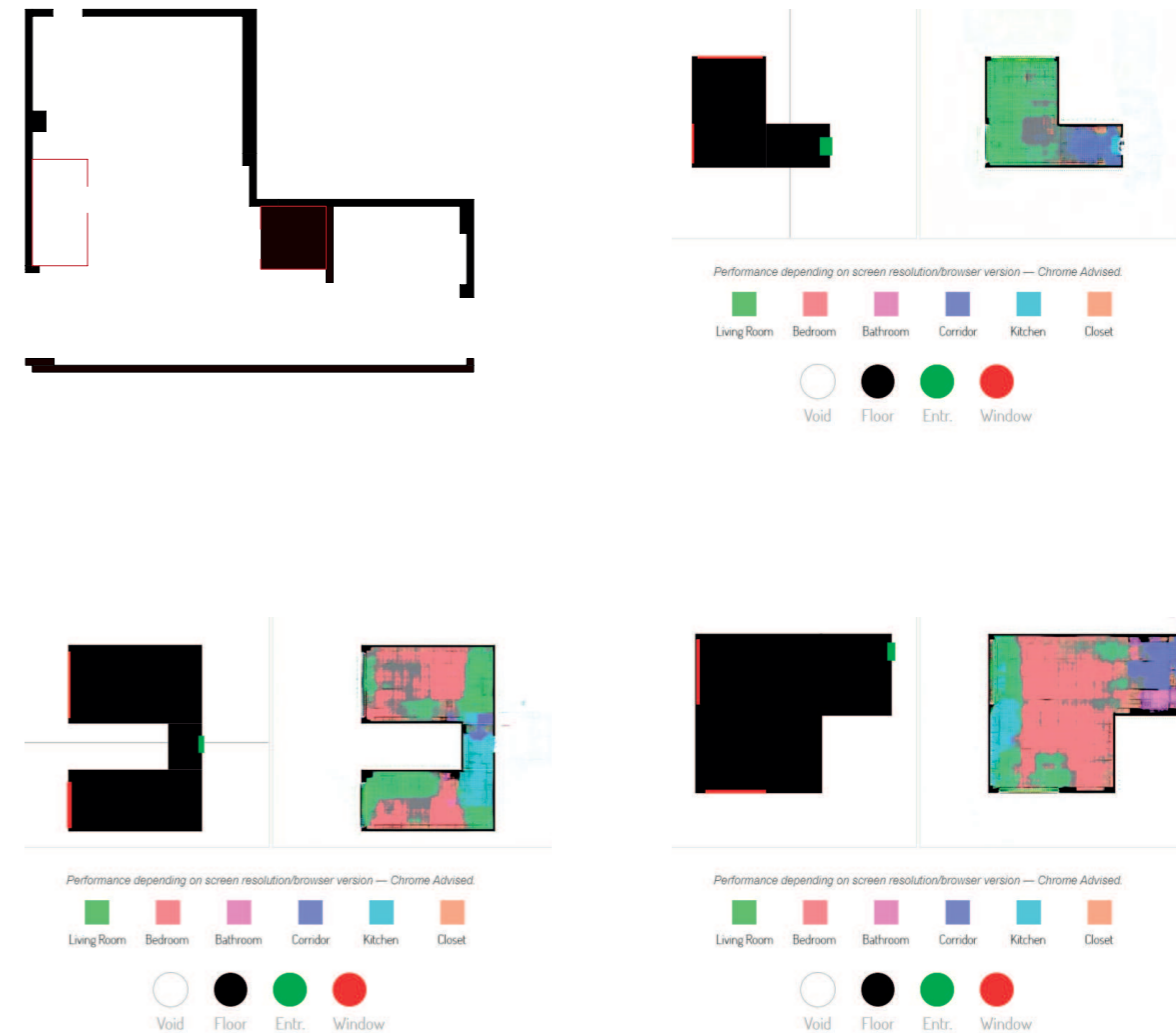 Performance depending on screen resolution/browser version — Chrome Advised.
Living Room Bedroom Bathroom Corridor Kitchen Closet
Void Floor Entr. Window
Performance depending on screen resolution/browser version — Chrome Advised.
Living Room Bedroom Bathroom Corridor Kitchen Closet
Void Floor Entr. Window
Performance depending on screen resolution/browser version — Chrome Advised.
Living Room Bedroom Bathroom Corridor Kitchen Closet
Void Floor Entr. Window